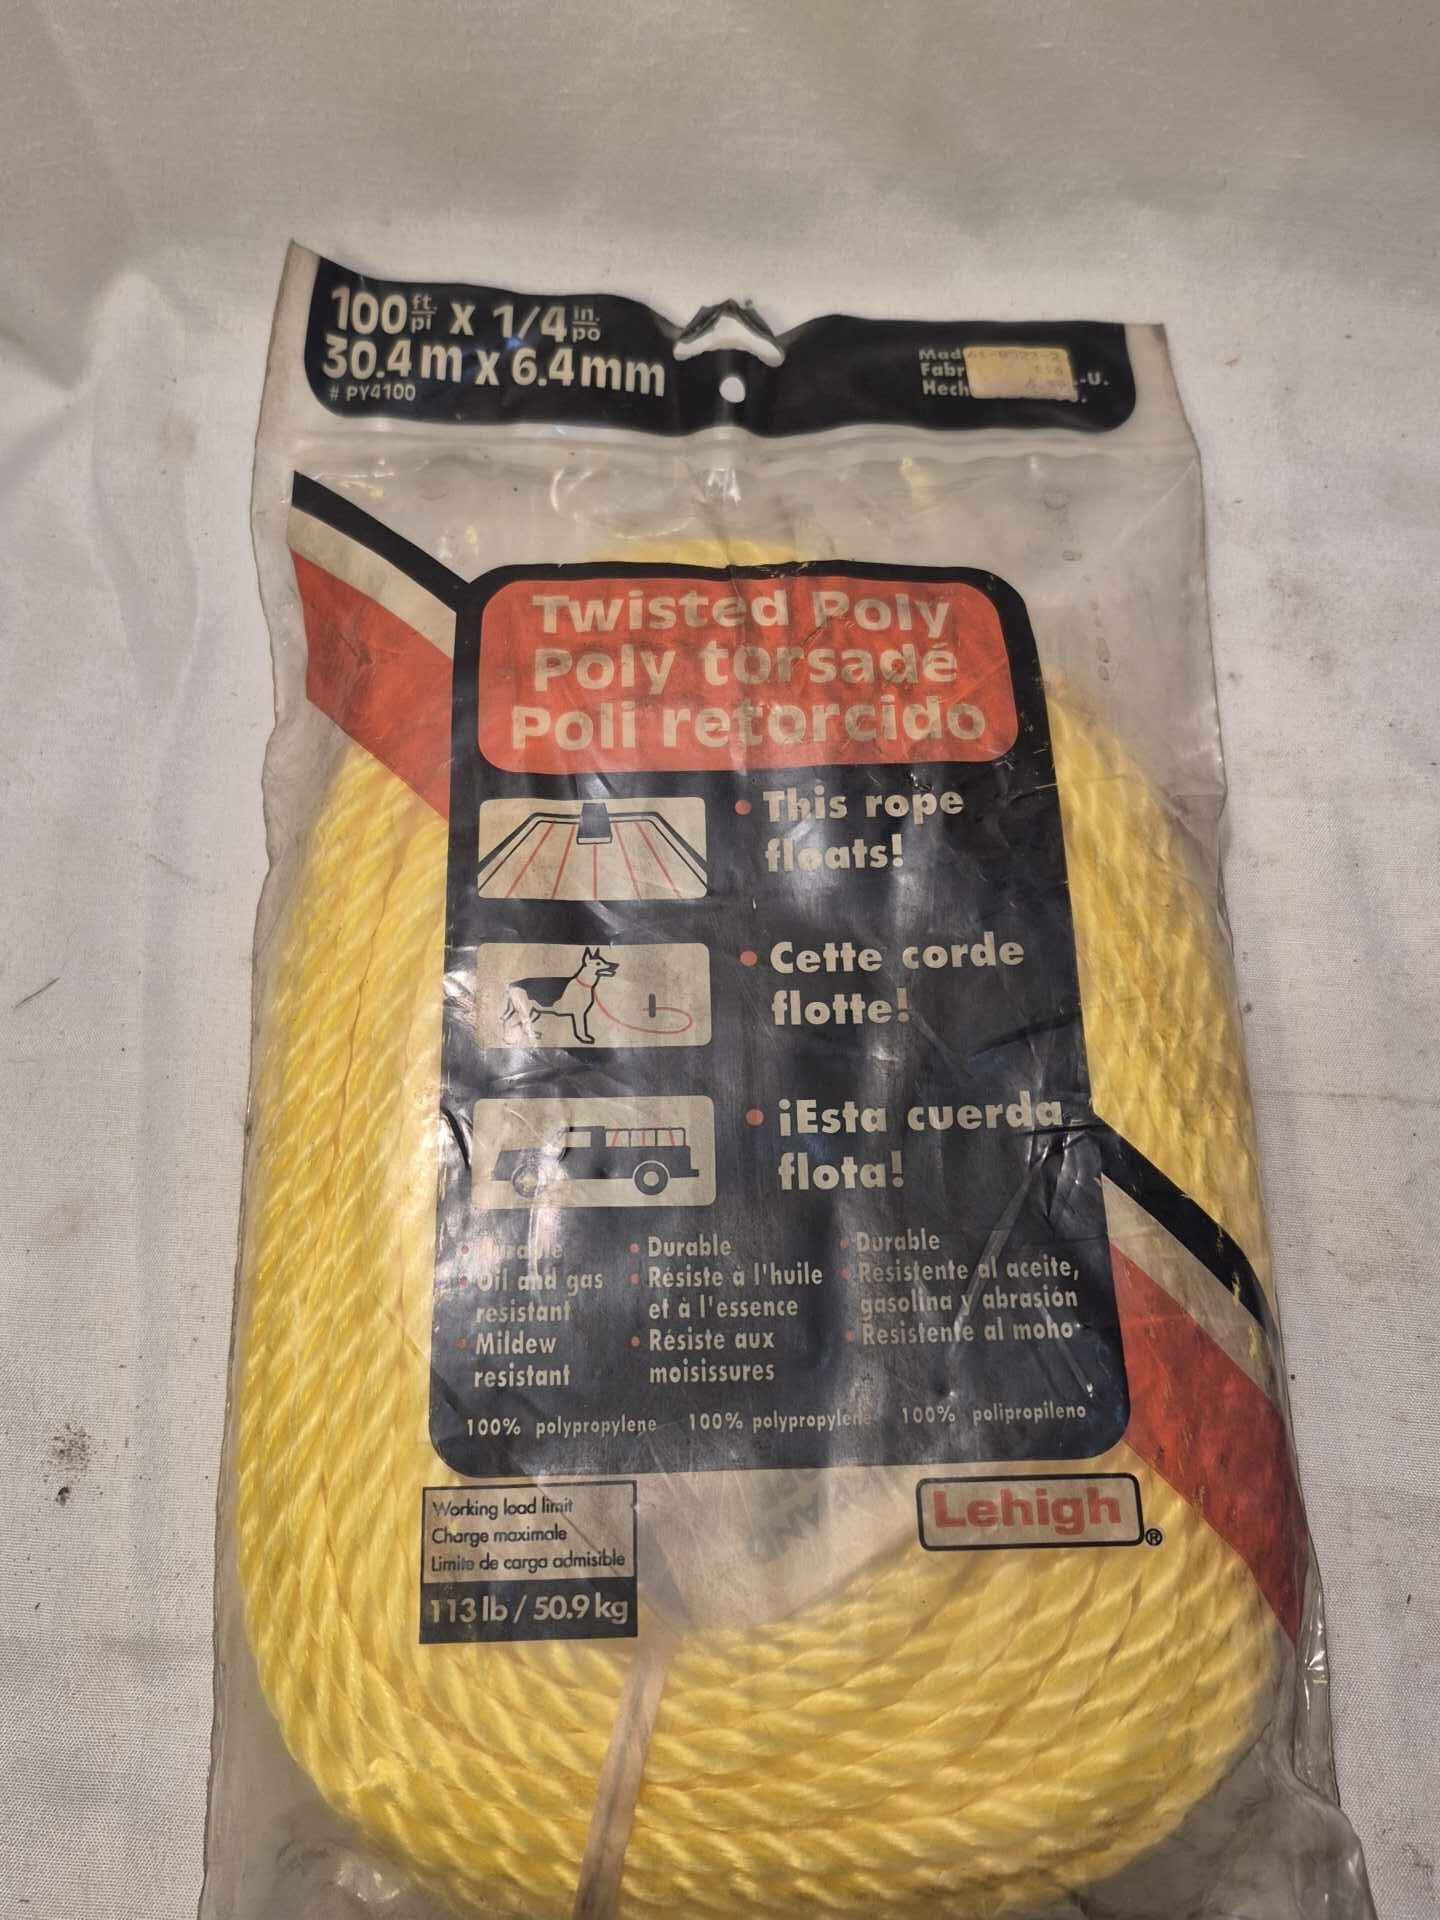 100 ft. pi x 1/4 in. po
30.4 m x 6.4 mm
# PY4100
-U.
Twisted Poly
Poly torsadé
Poli retorcido
• This rope
floats!
• Cette corde
flotte!
• ¡Esta cuerda
flota!
• Durable
• Oil and gas
resistant
• Mildew
resistant
• Durable
• Résiste à l'huile
et à l'essence
• Résiste aux
moisissures
• Durable
• Resistente al aceite,
gasolina y abrasión
• Resistente al moho
100% polypropylene
100% polypropylene
100% polipropileno
Working load limit
Charge maximale
Limite de carga admisible
113 lb / 50.9 kg
Lehigh®